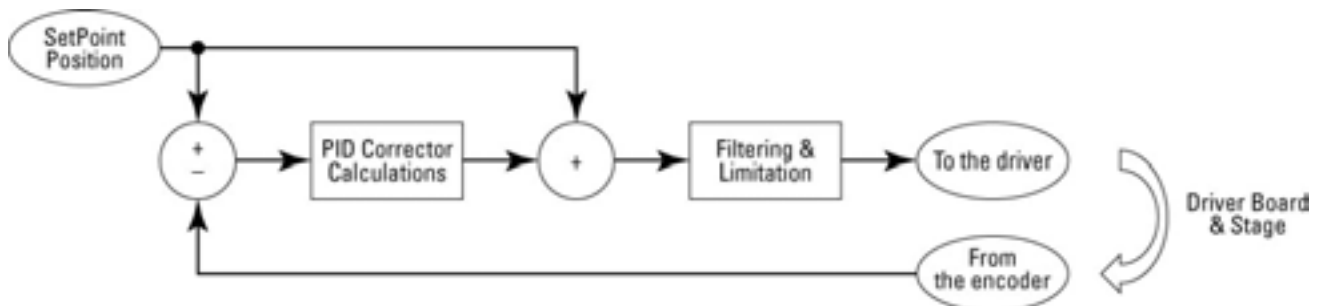 SetPoint
Position
+
−
PID Corrector
Calculations
+
Filtering &
Limitation
To the driver
Driver Board
& Stage
From
the encoder